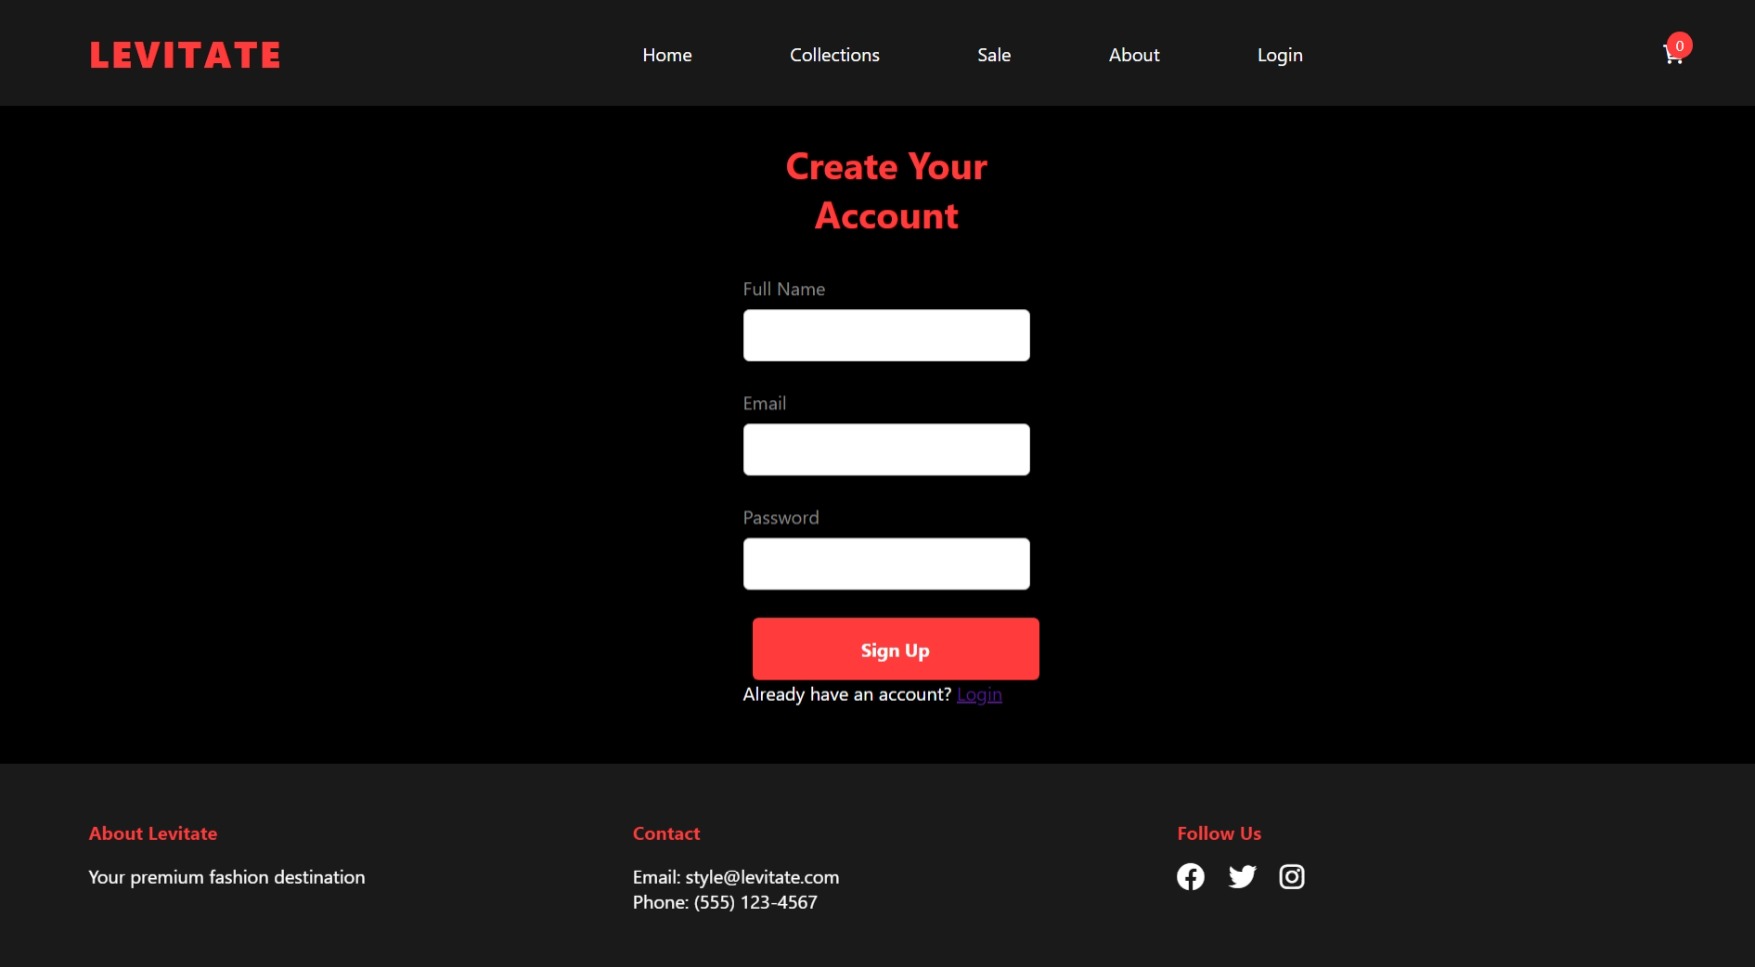 LEVITATE
Home
Collections
Sale
About
Login
0
Create Your
Account
Full Name
Email
Password
Sign Up
Already have an account? Login
About Levitate
Your premium fashion destination
Contact
Email: style@levitate.com
Phone: (555) 123-4567
Follow Us